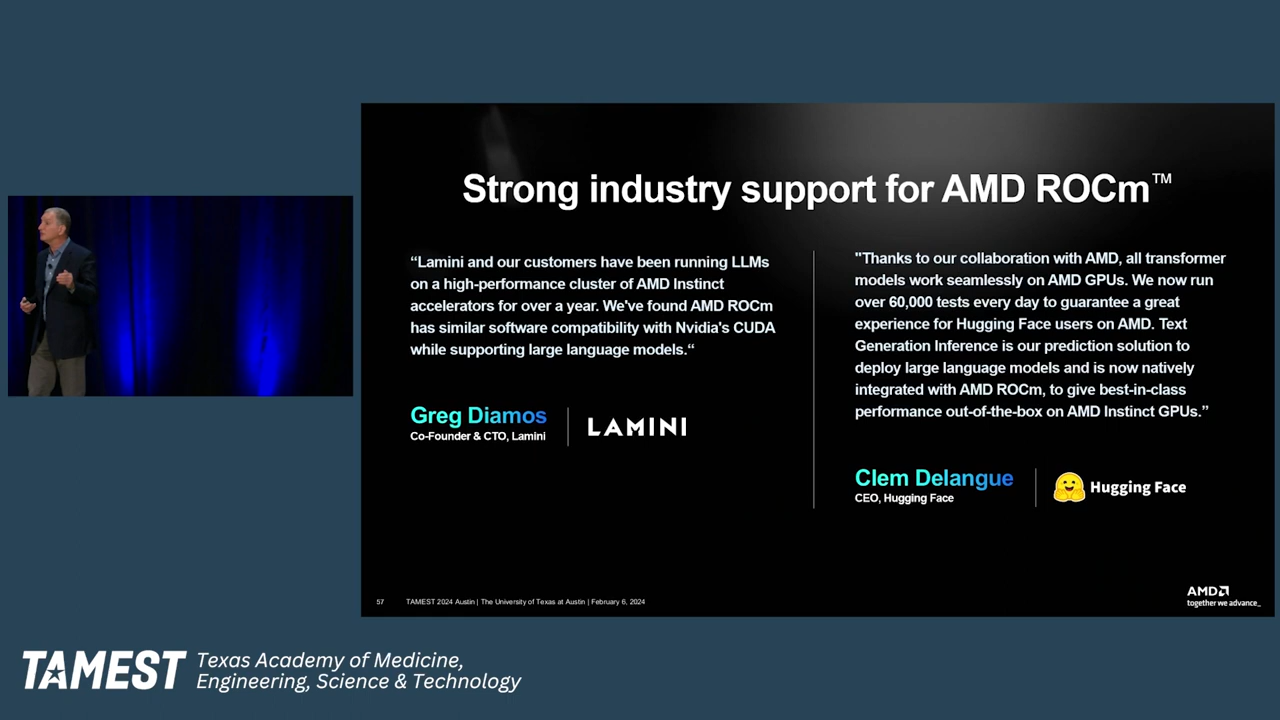 Strong industry support for AMD ROCm™
“Lamini and our customers have been running LLMs
on a high-performance cluster of AMD Instinct
accelerators for over a year. We've found AMD ROCm
has similar software compatibility with Nvidia's CUDA
while supporting large language models.“
Greg Diamos
Co-Founder & CTO, Lamini
LAMINI
"Thanks to our collaboration with AMD, all transformer
models work seamlessly on AMD GPUs. We now run
over 60,000 tests every day to guarantee a great
experience for Hugging Face users on AMD. Text
Generation Inference is our prediction solution to
deploy large language models and is now natively
integrated with AMD ROCm, to give best-in-class
performance out-of-the-box on AMD Instinct GPUs.”
Clem Delangue
CEO, Hugging Face
Hugging Face
57 TAMEST 2024 Austin | The University of Texas at Austin | February 6, 2024
AMD
together we advance_
TAMEST
Texas Academy of Medicine,
Engineering, Science & Technology